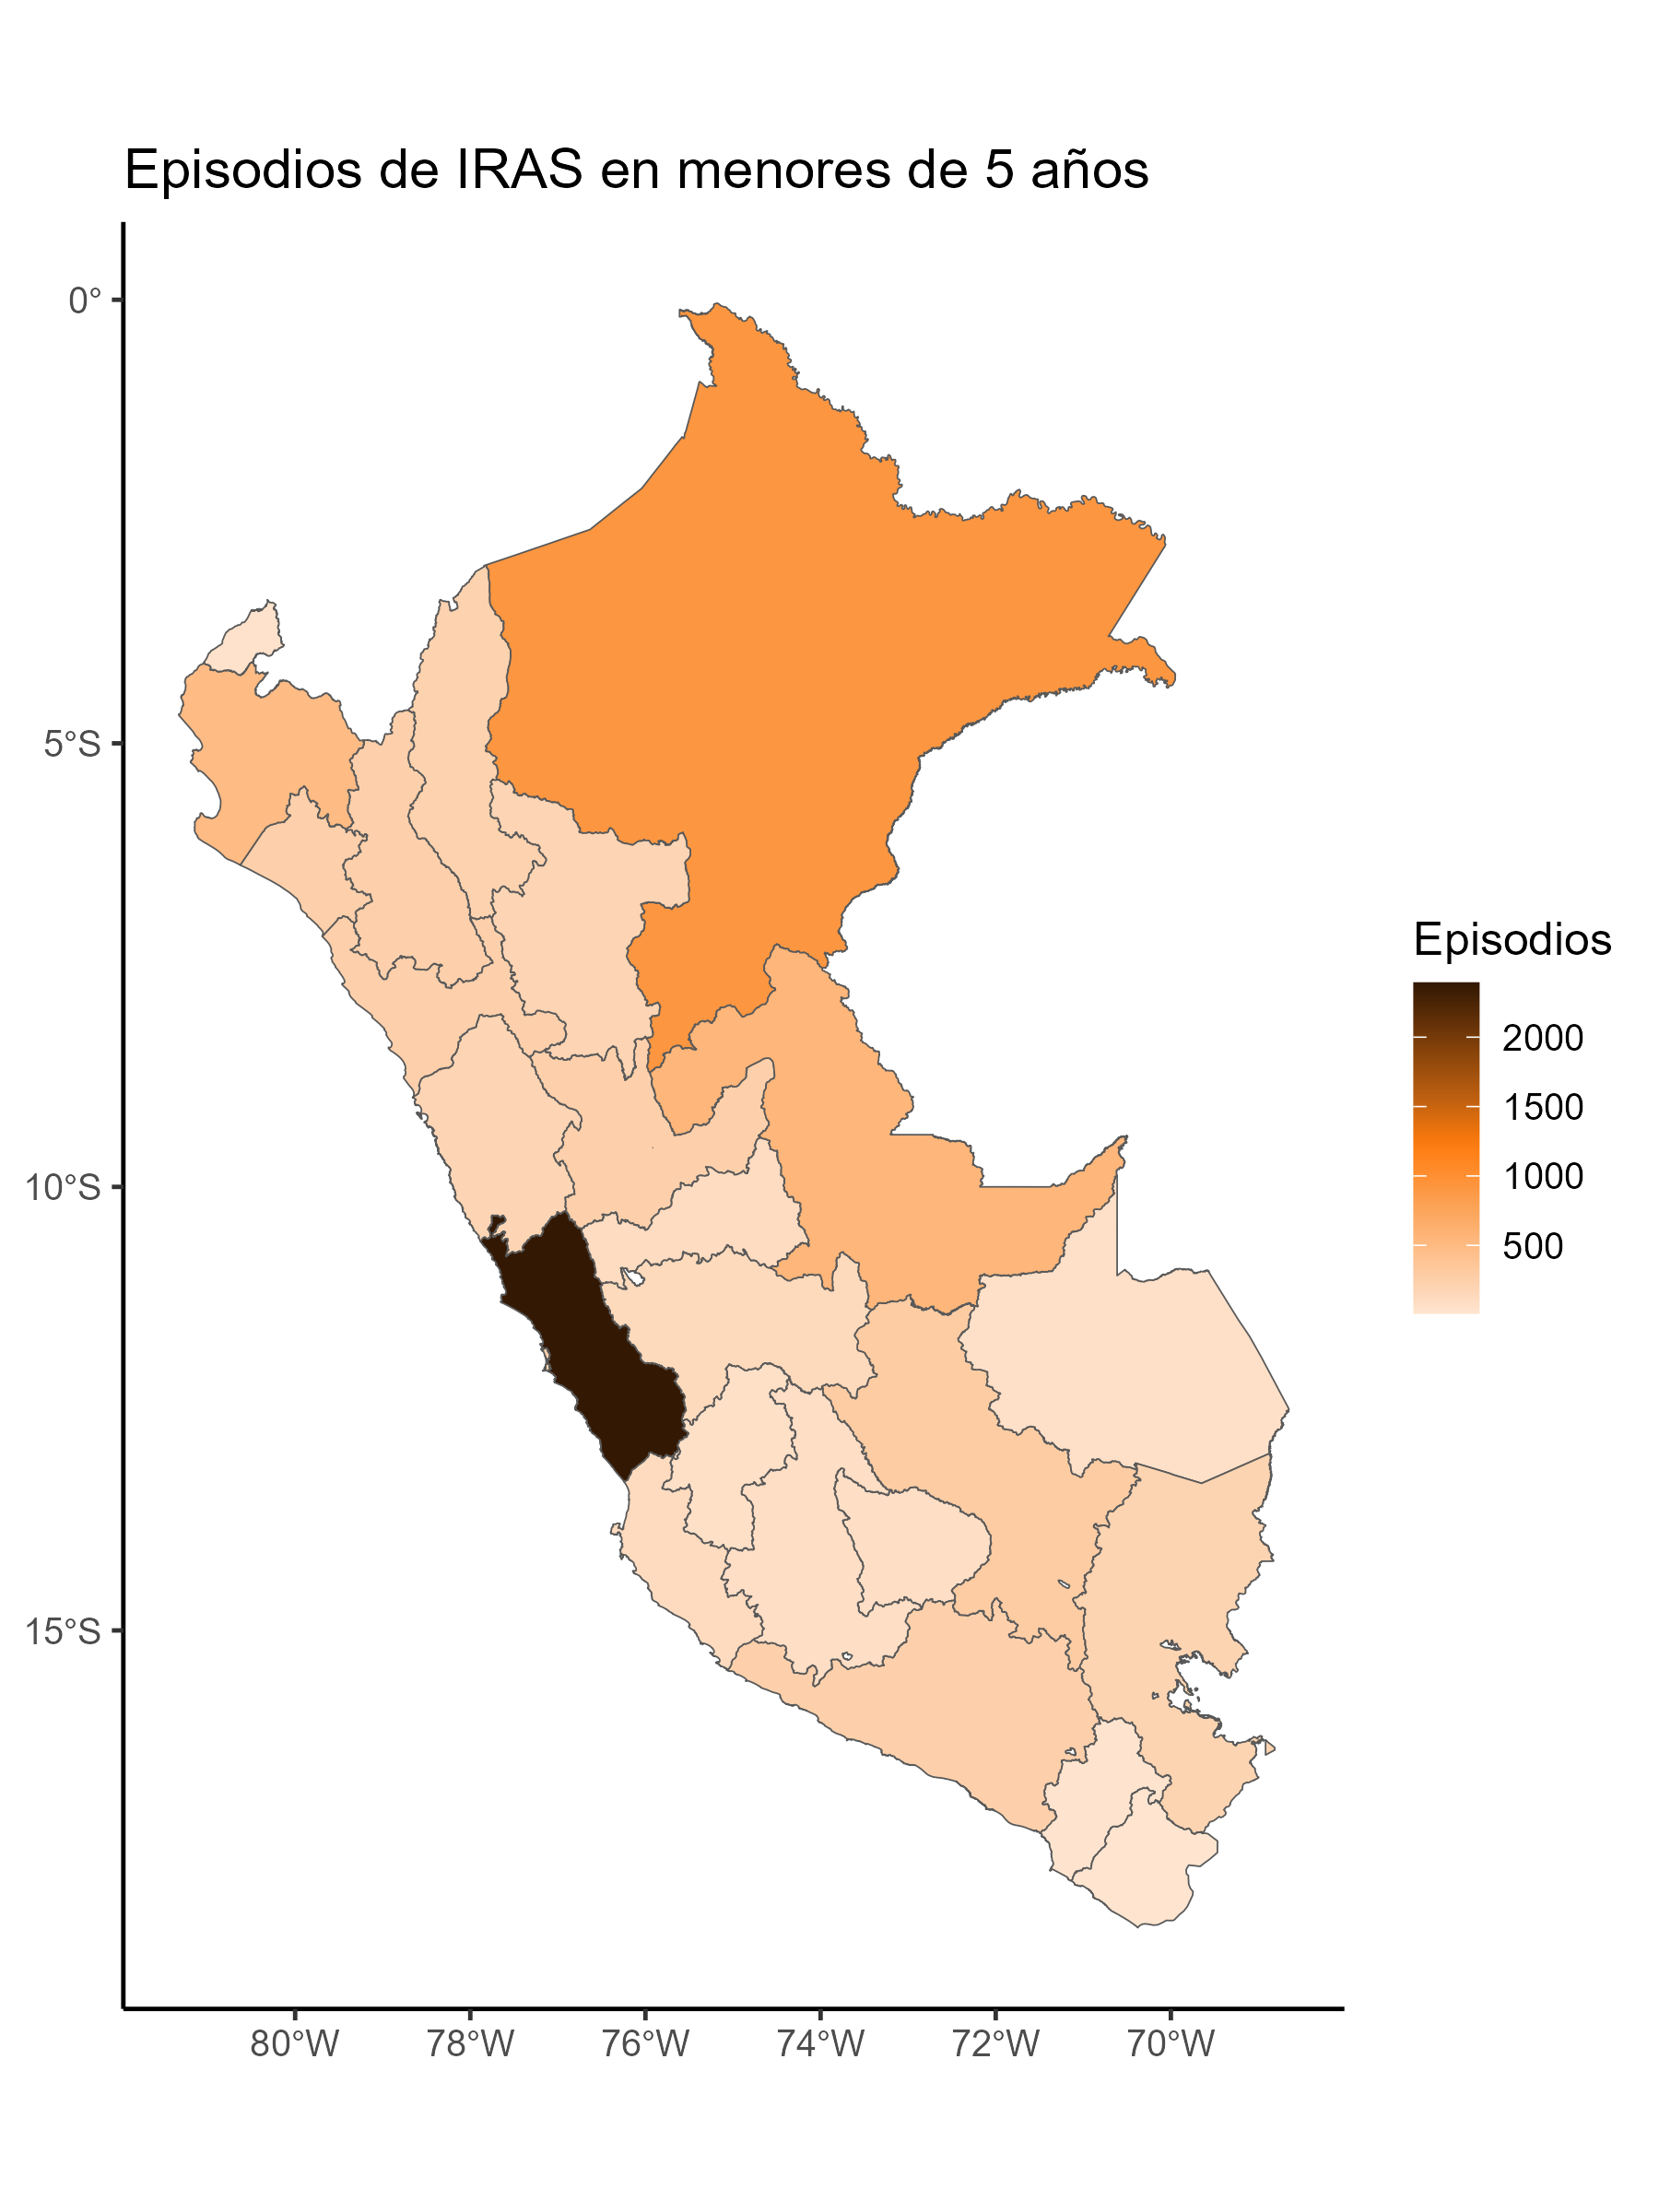 Episodios de IRAS en menores de 5 años
0°
5°S
10°S
15°S
80°W 78°W 76°W 74°W 72°W 70°W
Episodios
2000
1500
1000
500